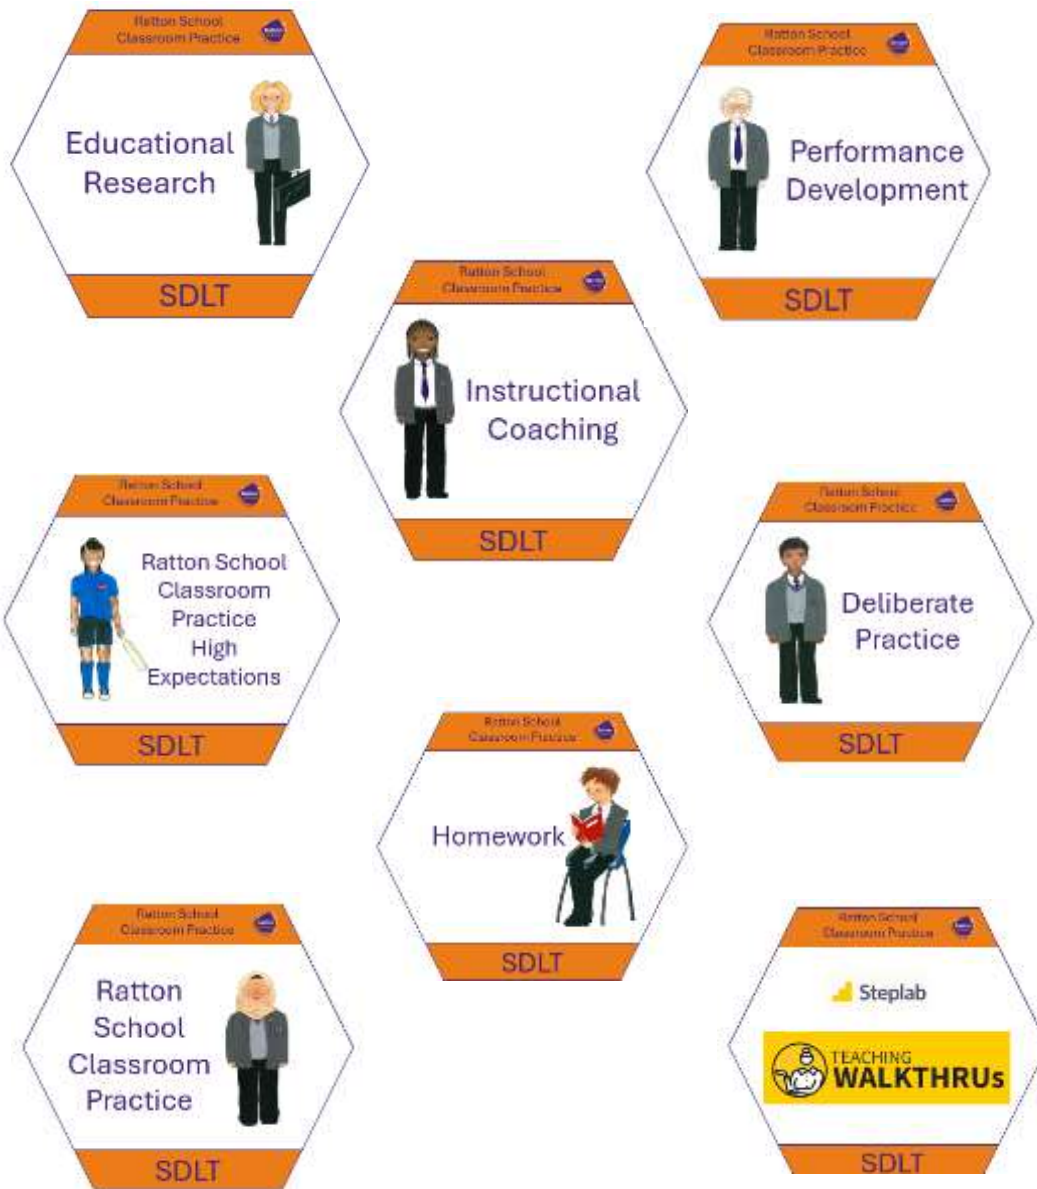 Ratton School
Classroom Practice
Educational
Research
SDLT
Ratton School
Classroom Practice
Performance
Development
SDLT
Ratton School
Classroom Practice
Instructional
Coaching
SDLT
Ratton School
Classroom Practice
Ratton School
Classroom
Practice
High
Expectations
SDLT
Ratton School
Classroom Practice
Deliberate
Practice
SDLT
Ratton School
Classroom Practice
Homework
SDLT
Ratton School
Classroom Practice
Ratton
School
Classroom
Practice
SDLT
Ratton School
Classroom Practice
Steplab
TEACHING
WALKTHRUs
SDLT